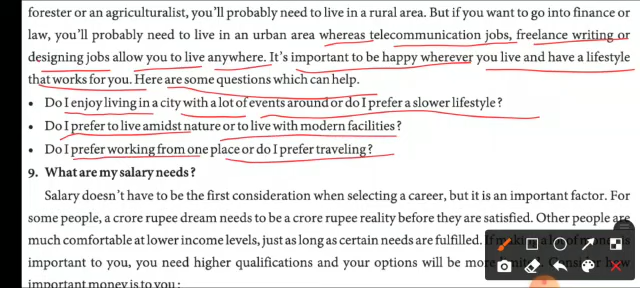 forester or an agriculturalist, you'll probably need to live in a rural area. But if you want to go into finance or
law, you'll probably need to live in an urban area whereas telecommunication jobs, freelance writing or
designing jobs allow you to live anywhere. It's important to be happy wherever you live and have a lifestyle
that works for you. Here are some questions which can help.
• Do I enjoy living in a city with a lot of events around or do I prefer a slower lifestyle?
• Do I prefer to live amidst nature or to live with modern facilities?
• Do I prefer working from one place or do I prefer traveling?
9. What are my salary needs?
Salary doesn't have to be the first consideration when selecting a career, but it is an important factor. For
some people, a crore rupee dream needs to be a crore rupee reality before they are satisfied. Other people are
much comfortable at lower income levels, just as long as certain needs are fulfilled. If
important to you, you need higher qualifications and your options will be more
important money is to you: